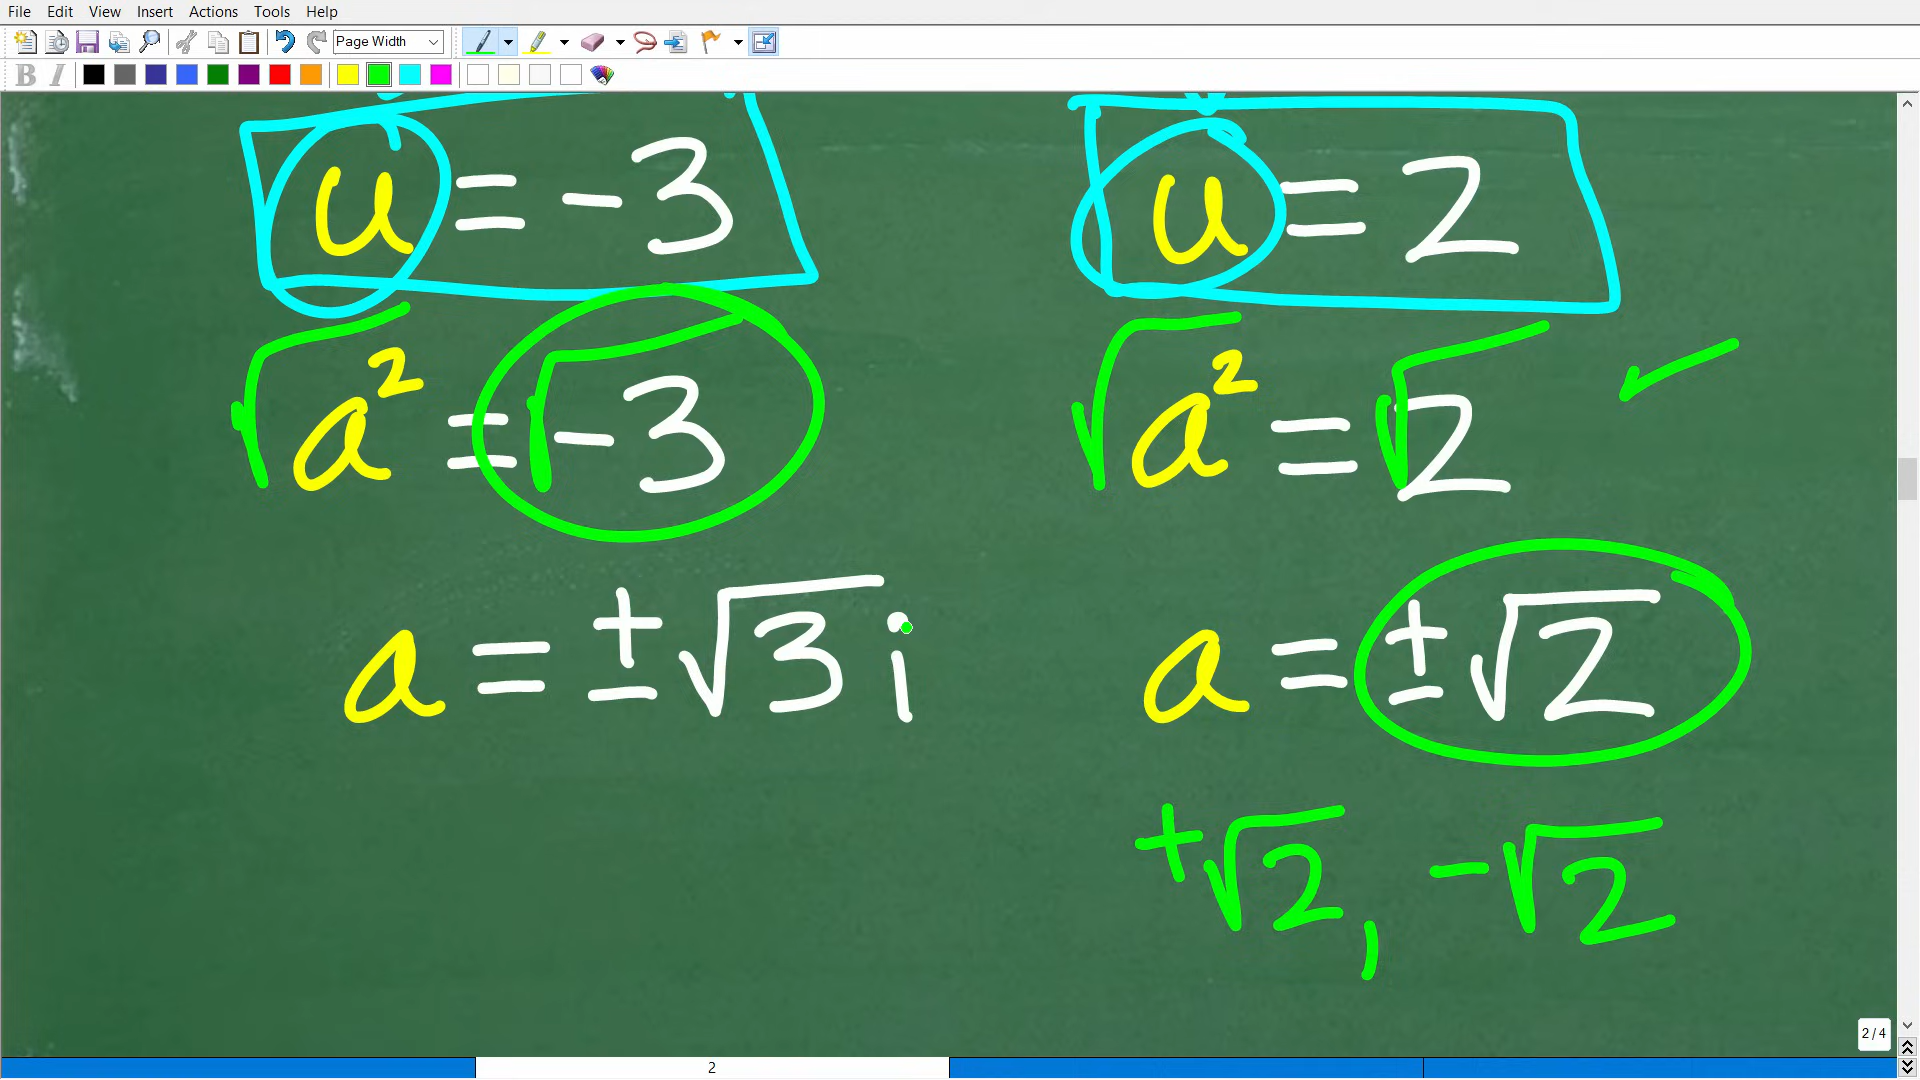 File Edit View Insert Actions Tools Help
Page Width
B I
u = -3
u = 2
√a² = √-3
√a² = √2
a = ±√3 i
a = ±√2
+√2, -√2
2 / 4
2